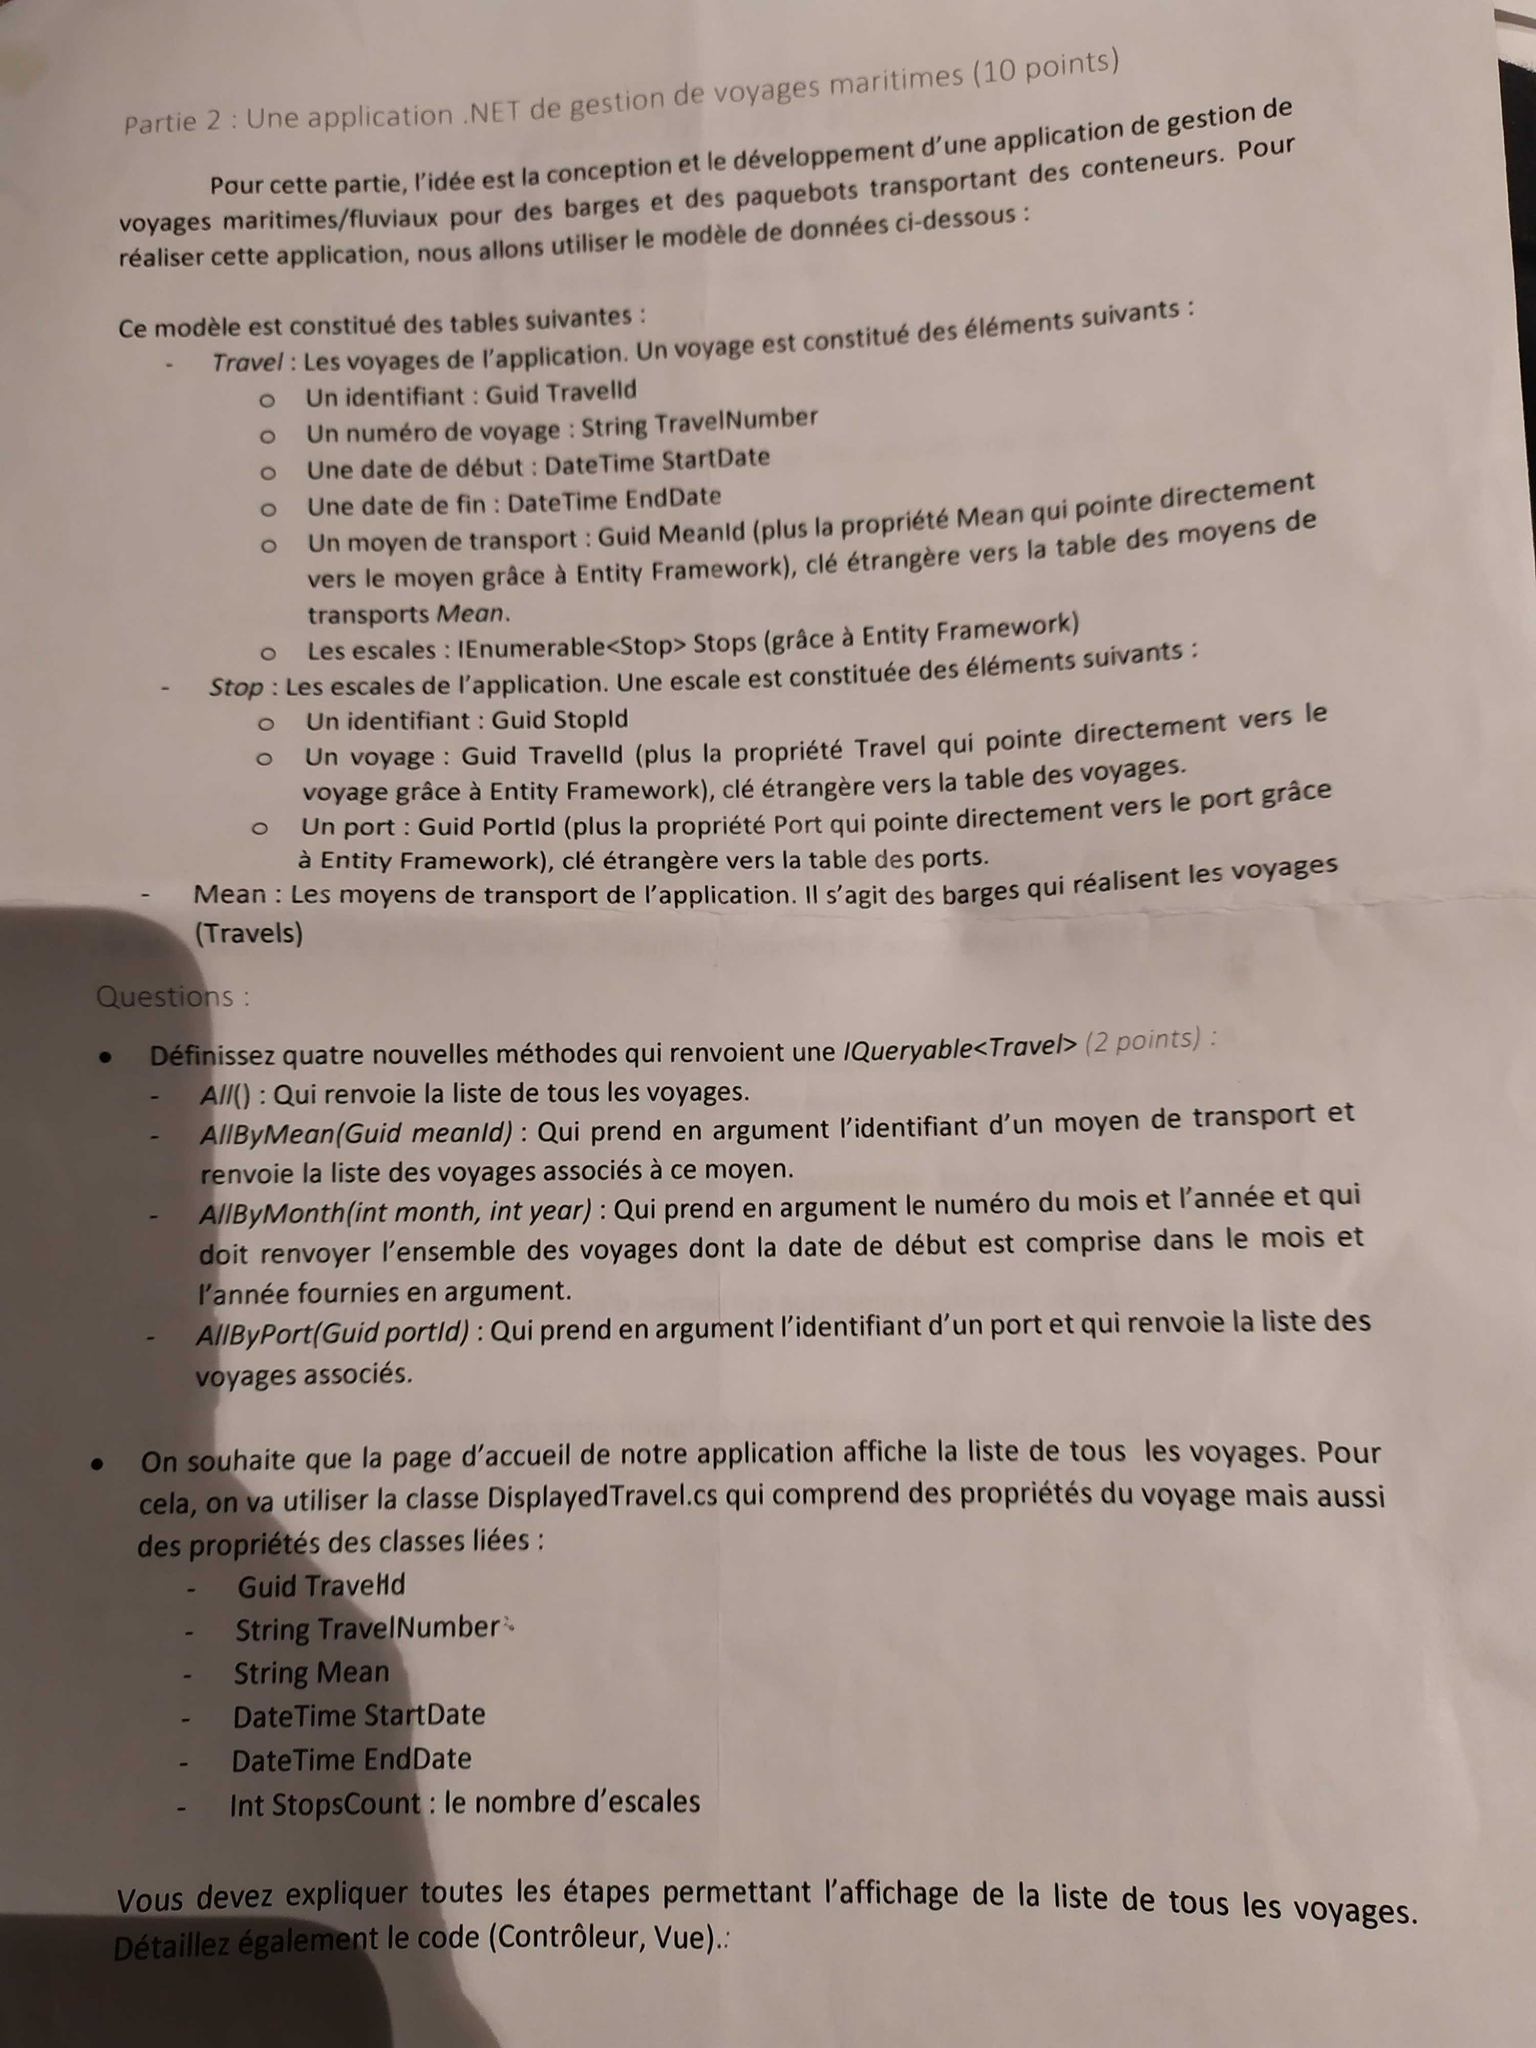 Partie 2 : Une application .NET de gestion de voyages maritimes (10 points)
Pour cette partie, l'idée est la conception et le développement d'une application de gestion de
voyages maritimes/fluviaux pour des barges et des paquebots transportant des conteneurs. Pour
réaliser cette application, nous allons utiliser le modèle de données ci-dessous :
Ce modèle est constitué des tables suivantes :
- Travel : Les voyages de l'application. Un voyage est constitué des éléments suivants :
o Un identifiant : Guid TravelId
o Un numéro de voyage : String TravelNumber
o Une date de début : DateTime StartDate
o Une date de fin : DateTime EndDate
o Un moyen de transport : Guid MeanId (plus la propriété Mean qui pointe directement
vers le moyen grâce à Entity Framework), clé étrangère vers la table des moyens de
transports Mean.
o Les escales : IEnumerable<Stop> Stops (grâce à Entity Framework)
- Stop : Les escales de l'application. Une escale est constituée des éléments suivants :
o Un identifiant : Guid StopId
o Un voyage : Guid TravelId (plus la propriété Travel qui pointe directement vers le
voyage grâce à Entity Framework), clé étrangère vers la table des voyages.
o Un port : Guid PortId (plus la propriété Port qui pointe directement vers le port grâce
à Entity Framework), clé étrangère vers la table des ports.
- Mean : Les moyens de transport de l'application. Il s'agit des barges qui réalisent les voyages
(Travels)
Questions :
• Définissez quatre nouvelles méthodes qui renvoient une IQueryable<Travel> (2 points) :
- All() : Qui renvoie la liste de tous les voyages.
- AllByMean(Guid meanId) : Qui prend en argument l'identifiant d'un moyen de transport et
renvoie la liste des voyages associés à ce moyen.
- AllByMonth(int month, int year) : Qui prend en argument le numéro du mois et l'année et qui
doit renvoyer l'ensemble des voyages dont la date de début est comprise dans le mois et
l'année fournies en argument.
- AllByPort(Guid portId) : Qui prend en argument l'identifiant d'un port et qui renvoie la liste des
voyages associés.
• On souhaite que la page d'accueil de notre application affiche la liste de tous les voyages. Pour
cela, on va utiliser la classe DisplayedTravel.cs qui comprend des propriétés du voyage mais aussi
des propriétés des classes liées :
- Guid TravelId
- String TravelNumber
- String Mean
- DateTime StartDate
- DateTime EndDate
- Int StopsCount : le nombre d'escales
Vous devez expliquer toutes les étapes permettant l'affichage de la liste de tous les voyages.
Détaillez également le code (Contrôleur, Vue).: